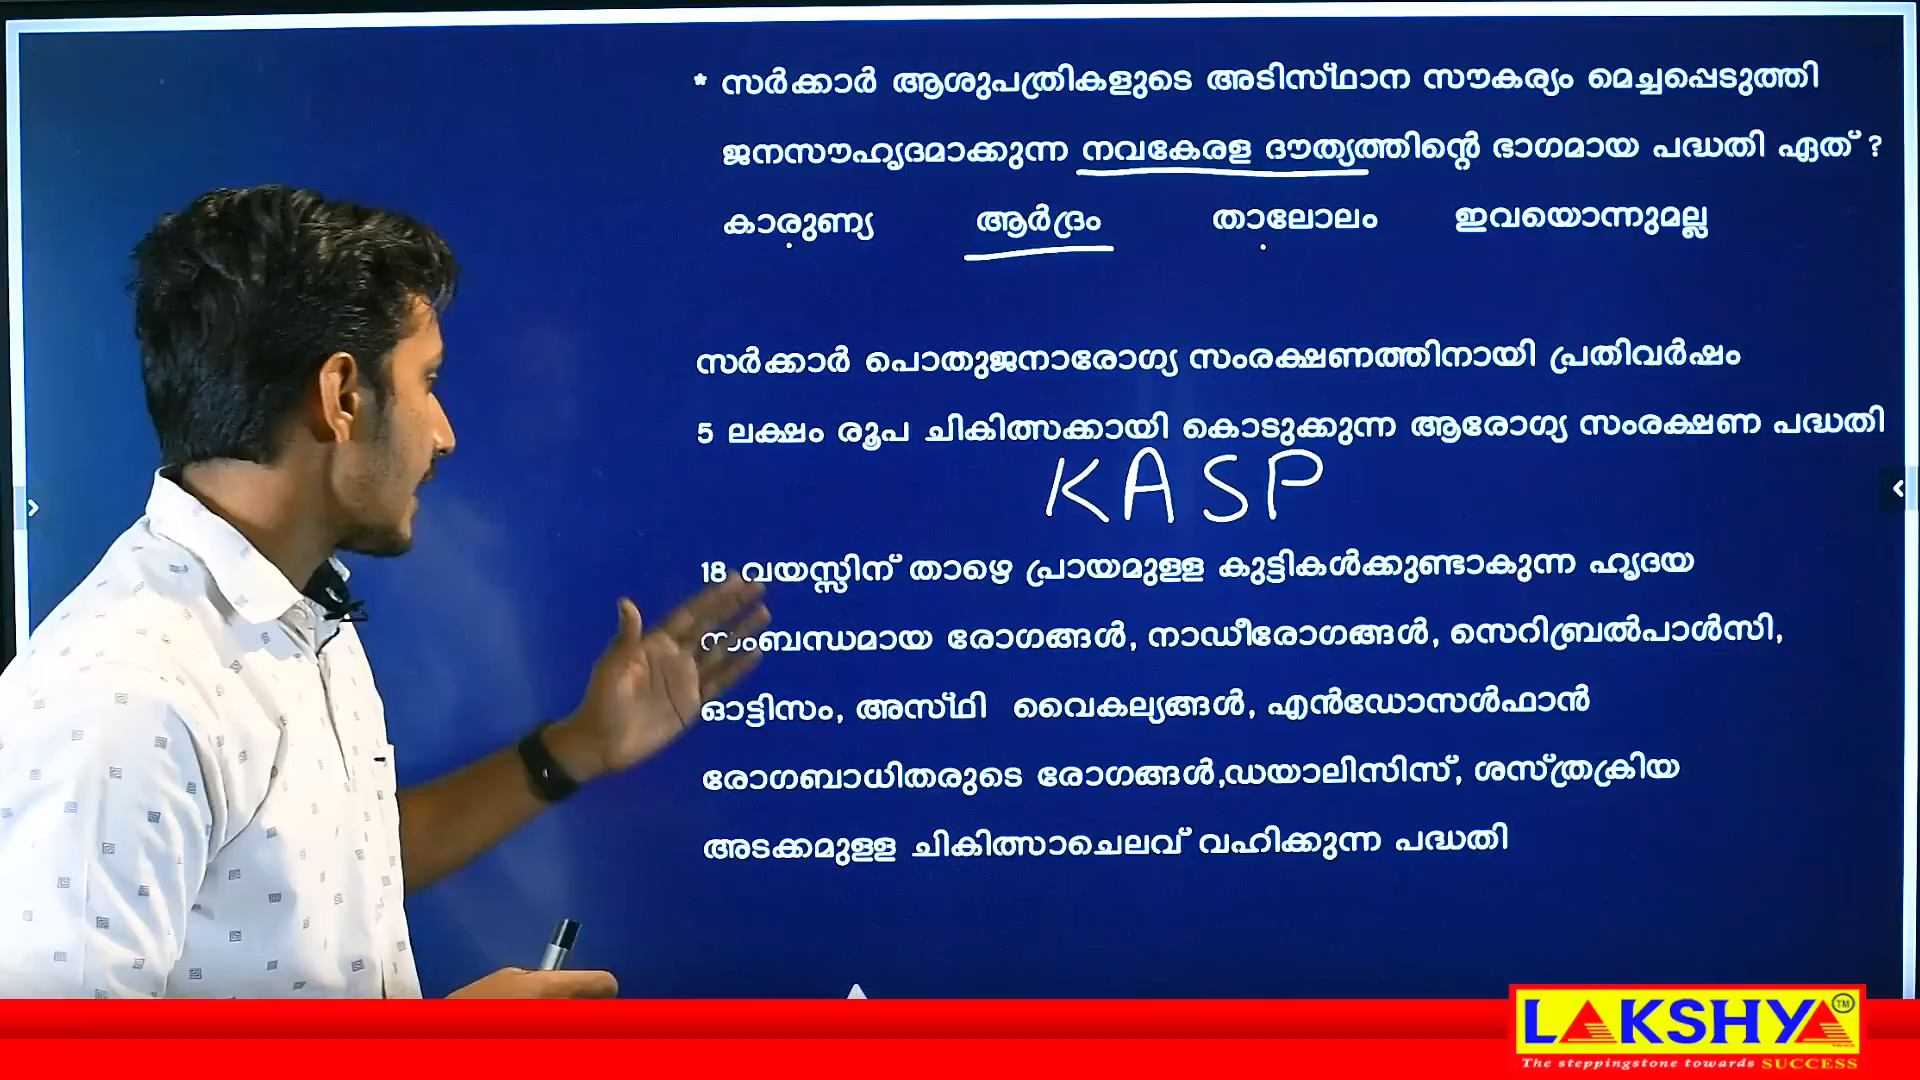 * സർക്കാർ ആശുപത്രികളുടെ അടിസ്ഥാന സൗകര്യം മെച്ചപ്പെടുത്തി
ജനസൗഹൃദമാക്കുന്ന നവകേരള ദൗത്യത്തിന്റെ ഭാഗമായ പദ്ധതി ഏത് ?
കാരുണ്യ ആർദ്രം താലോലം ഇവയൊന്നുമല്ല
സർക്കാർ പൊതുജനാരോഗ്യ സംരക്ഷണത്തിനായി പ്രതിവർഷം
5 ലക്ഷം രൂപ ചികിത്സക്കായി കൊടുക്കുന്ന ആരോഗ്യ സംരക്ഷണ പദ്ധതി
KASP
18 വയസ്സിന് താഴെ പ്രായമുള്ള കുട്ടികൾക്കുണ്ടാകുന്ന ഹൃദയ
സംബന്ധമായ രോഗങ്ങൾ, നാഡീരോഗങ്ങൾ, സെറിബ്രൽപാൾസി,
ഓട്ടിസം, അസ്ഥി വൈകല്യങ്ങൾ, എൻഡോസൾഫാൻ
രോഗബാധിതരുടെ രോഗങ്ങൾ,ഡയാലിസിസ്, ശസ്ത്രക്രിയ
അടക്കമുളള ചികിത്സാചെലവ് വഹിക്കുന്ന പദ്ധതി
LAKSHYA TM
The steppingstone towards SUCCESS